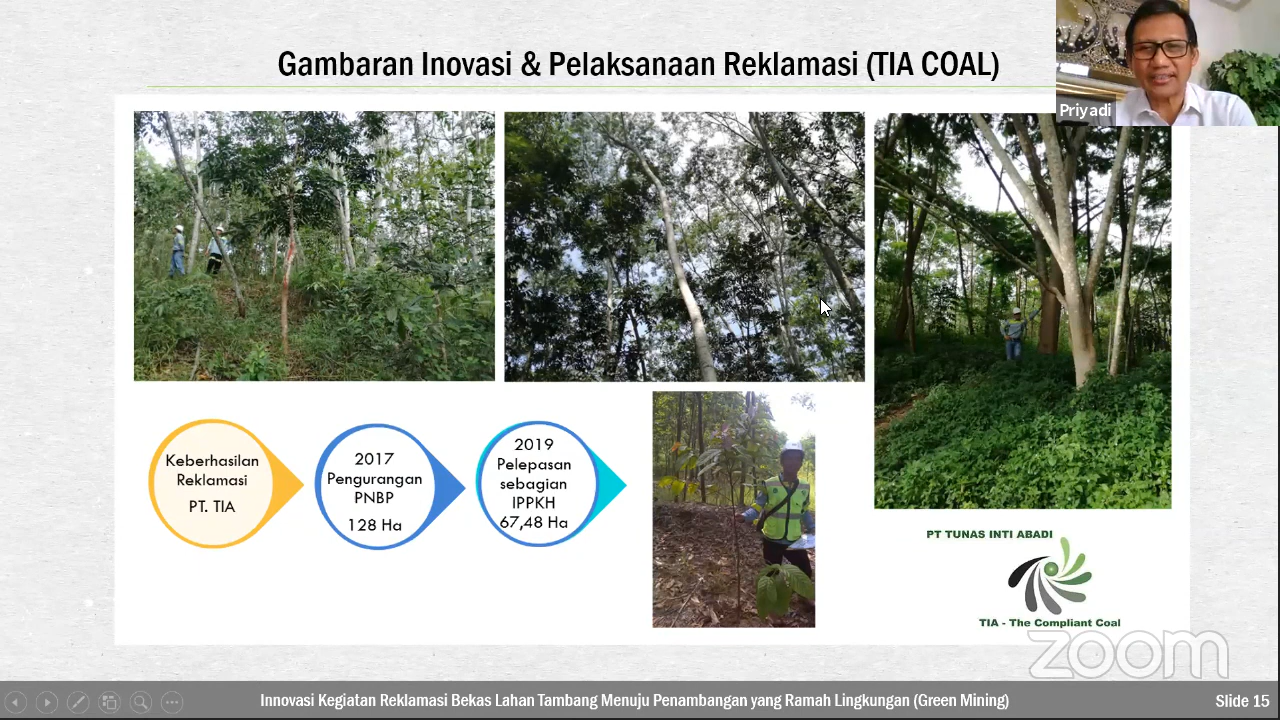 Gambaran Inovasi & Pelaksanaan Reklamasi (TIA COAL)
Priyadi
Keberhasilan
Reklamasi
PT. TIA
2017
Pengurangan
PNBP
128 Ha
2019
Pelepasan
sebagian
IPPKH
67,48 Ha
PT TUNAS INTI ABADI
TIA - The Compliant Coal
zoom
Innovasi Kegiatan Reklamasi Bekas Lahan Tambang Menuju Penambangan yang Ramah Lingkungan (Green Mining)
Slide 15